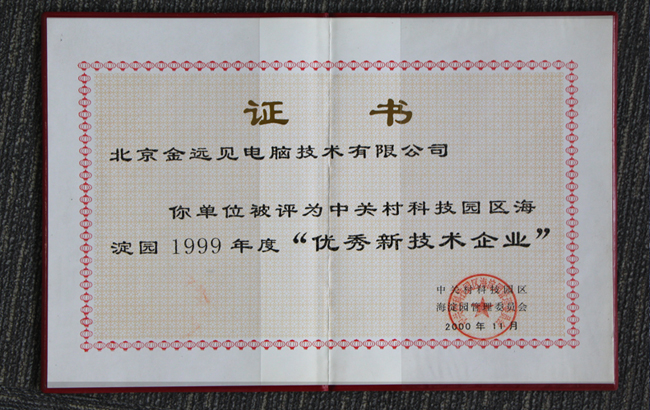 证书
北京金远见电脑技术有限公司
你单位被评为中关村科技园区海
淀园1999年度“优秀新技术企业”
中关村科技园区
海淀园管理委员会
2000年11月